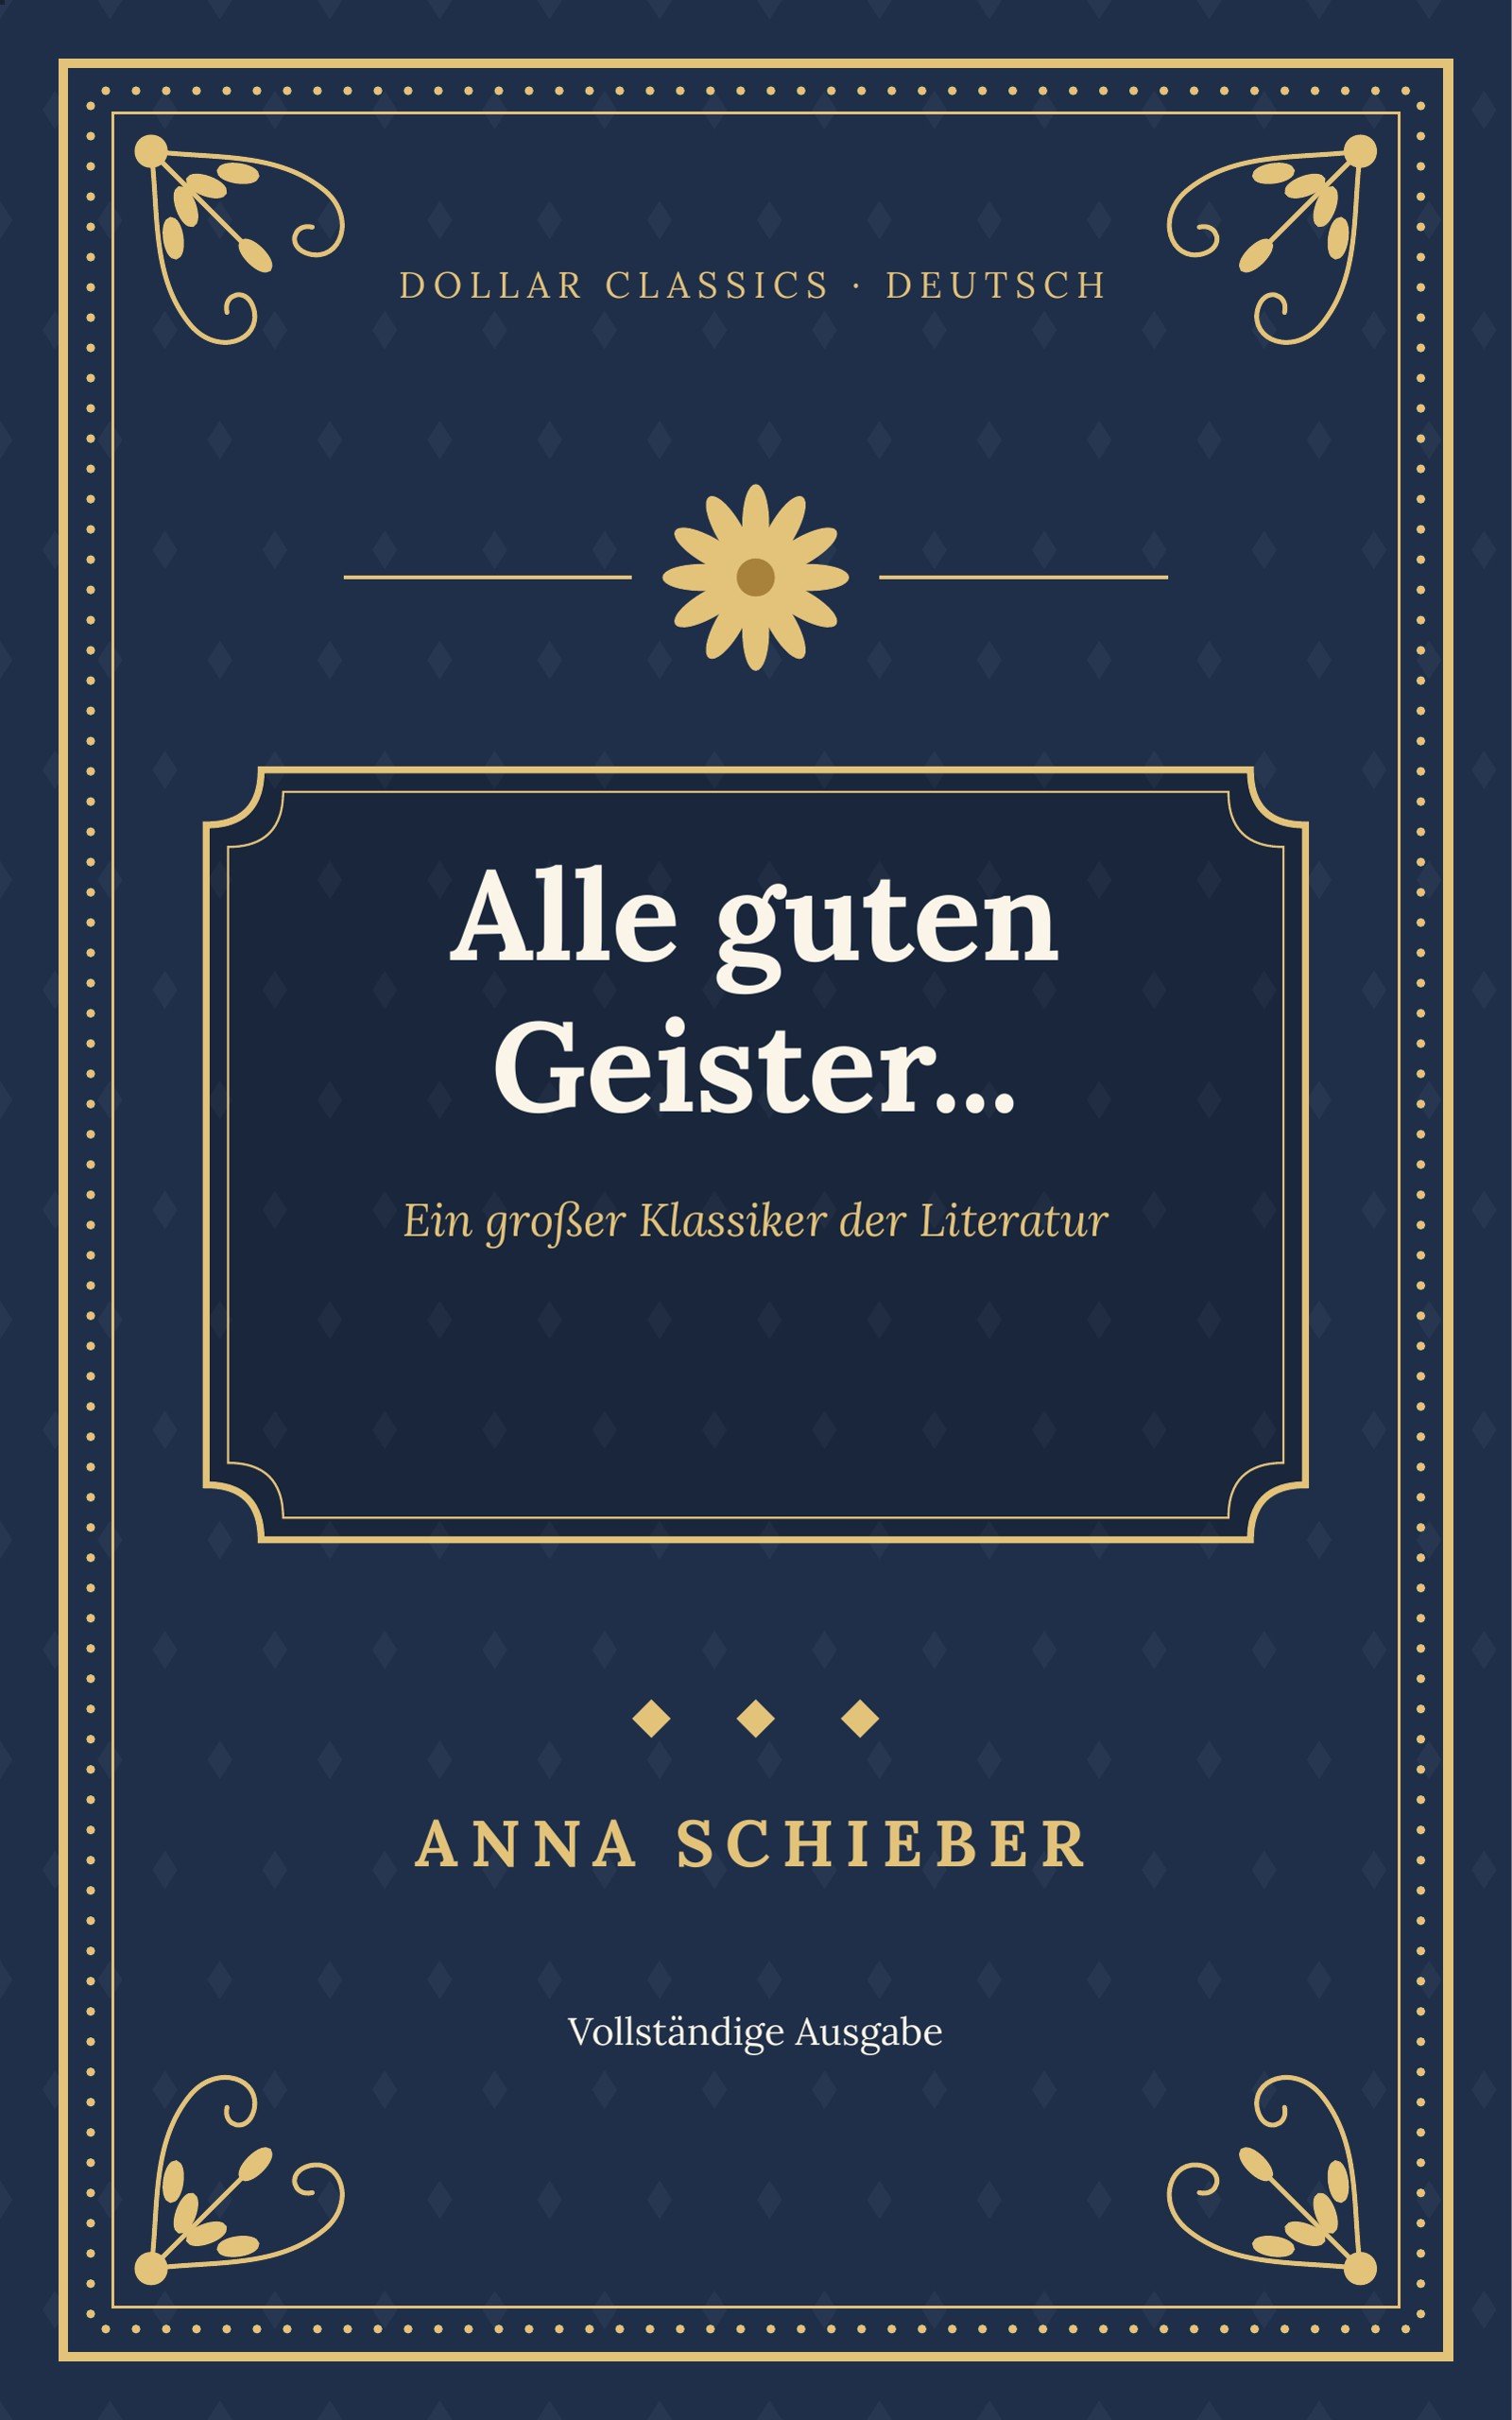 DOLLAR CLASSICS · DEUTSCH
Alle guten
Geister...
Ein großer Klassiker der Literatur
ANNA SCHIEBER
Vollständige Ausgabe